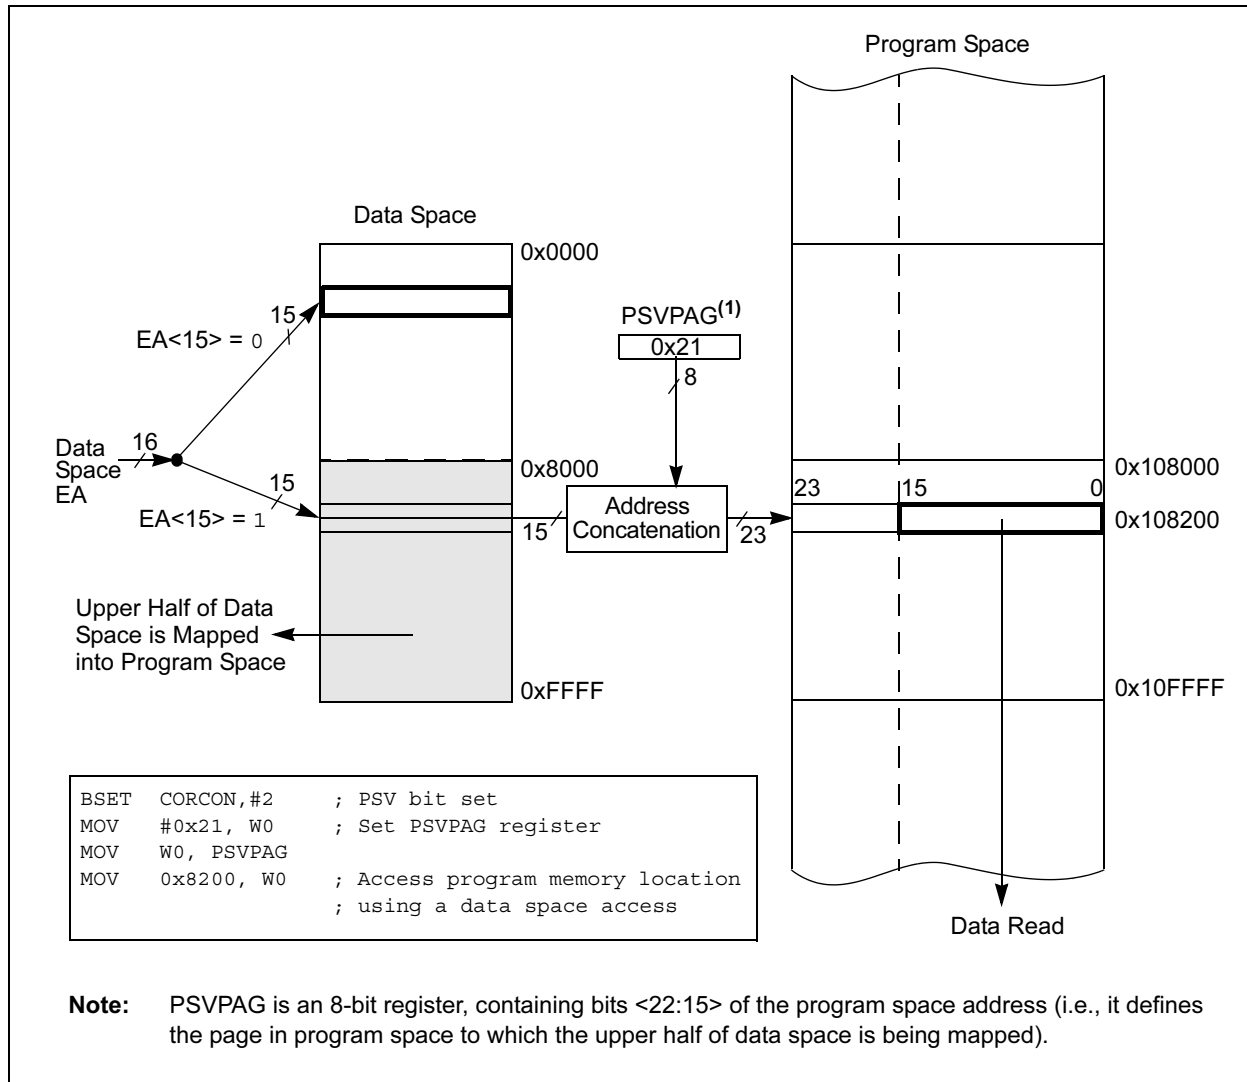 Program Space
Data Space
0x0000
15
EA<15> = 0
PSVPAG(1)
0x21
8
16
Data
Space
EA
0x8000
15
EA<15> = 1
15
Address
Concatenation
23
0x108000
23 15 0
0x108200
Upper Half of Data
Space is Mapped
into Program Space
0xFFFF
0x10FFFF
BSET CORCON,#2 ; PSV bit set
MOV #0x21, W0 ; Set PSVPAG register
MOV W0, PSVPAG
MOV 0x8200, W0 ; Access program memory location
; using a data space access
Data Read
Note: PSVPAG is an 8-bit register, containing bits <22:15> of the program space address (i.e., it defines
the page in program space to which the upper half of data space is being mapped).